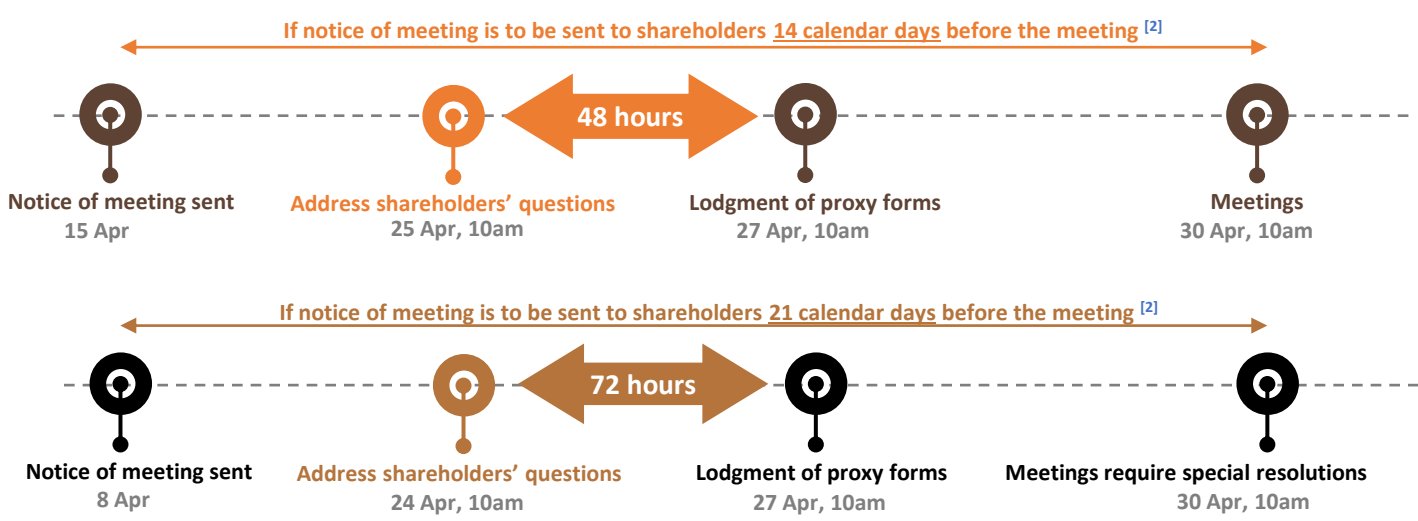 If notice of meeting is to be sent to shareholders 14 calendar days before the meeting [2]
48 hours
Notice of meeting sent
15 Apr
Address shareholders’ questions
25 Apr, 10am
Lodgment of proxy forms
27 Apr, 10am
Meetings
30 Apr, 10am
If notice of meeting is to be sent to shareholders 21 calendar days before the meeting [2]
72 hours
Notice of meeting sent
8 Apr
Address shareholders’ questions
24 Apr, 10am
Lodgment of proxy forms
27 Apr, 10am
Meetings require special resolutions
30 Apr, 10am